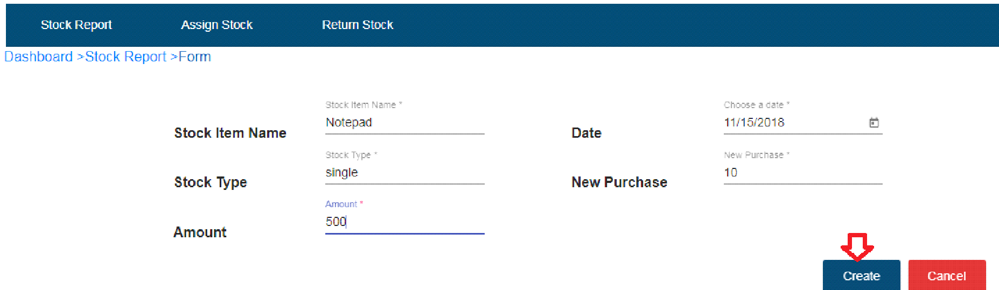 Stock Report Assign Stock Return Stock
Dashboard >Stock Report >Form
Stock Item Name *
Stock Item Name
Notepad
Choose a date *
Date
11/15/2018
Stock Type *
Stock Type
single
New Purchase *
New Purchase
10
Amount *
Amount
500
Create Cancel